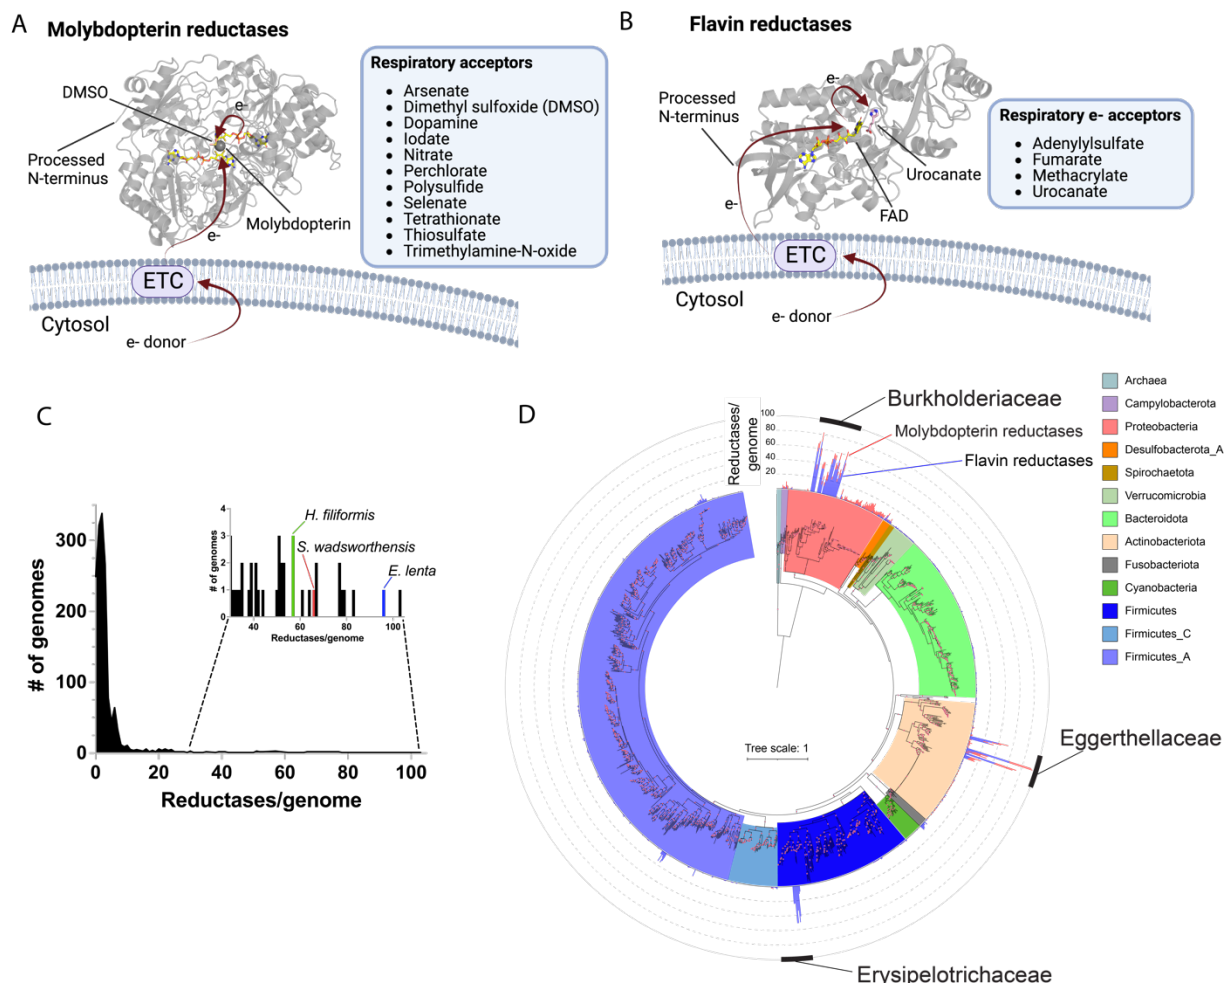 A
Molybdopterin reductases
DMSO
e-
Processed
N-terminus
Molybdopterin
e-
ETC
Cytosol
e- donor
Respiratory acceptors
• Arsenate
• Dimethyl sulfoxide (DMSO)
• Dopamine
• Iodate
• Nitrate
• Perchlorate
• Polysulfide
• Selenate
• Tetrathionate
• Thiosulfate
• Trimethylamine-N-oxide
B
Flavin reductases
e-
Processed
N-terminus
Urocanate
FAD
e-
ETC
Cytosol
e- donor
Respiratory e- acceptors
• Adenylylsulfate
• Fumarate
• Methacrylate
• Urocanate
C
# of genomes
300
200
100
0
0 20 40 60 80 100
Reductases/genome
# of genomes
4
3
2
1
0
40 60 80 100
Reductases/genome
H. filiformis
S. wadsworthensis
E. lenta
D
Reductases/
genome
100
80
60
40
20
Burkholderiaceae
Molybdopterin reductases
Flavin reductases
Eggerthellaceae
Erysipelotrichaceae
Tree scale: 1
Archaea
Campylobacterota
Proteobacteria
Desulfobacterota_A
Spirochaetota
Verrucomicrobia
Bacteroidota
Actinobacteriota
Fusobacteriota
Cyanobacteria
Firmicutes
Firmicutes_C
Firmicutes_A